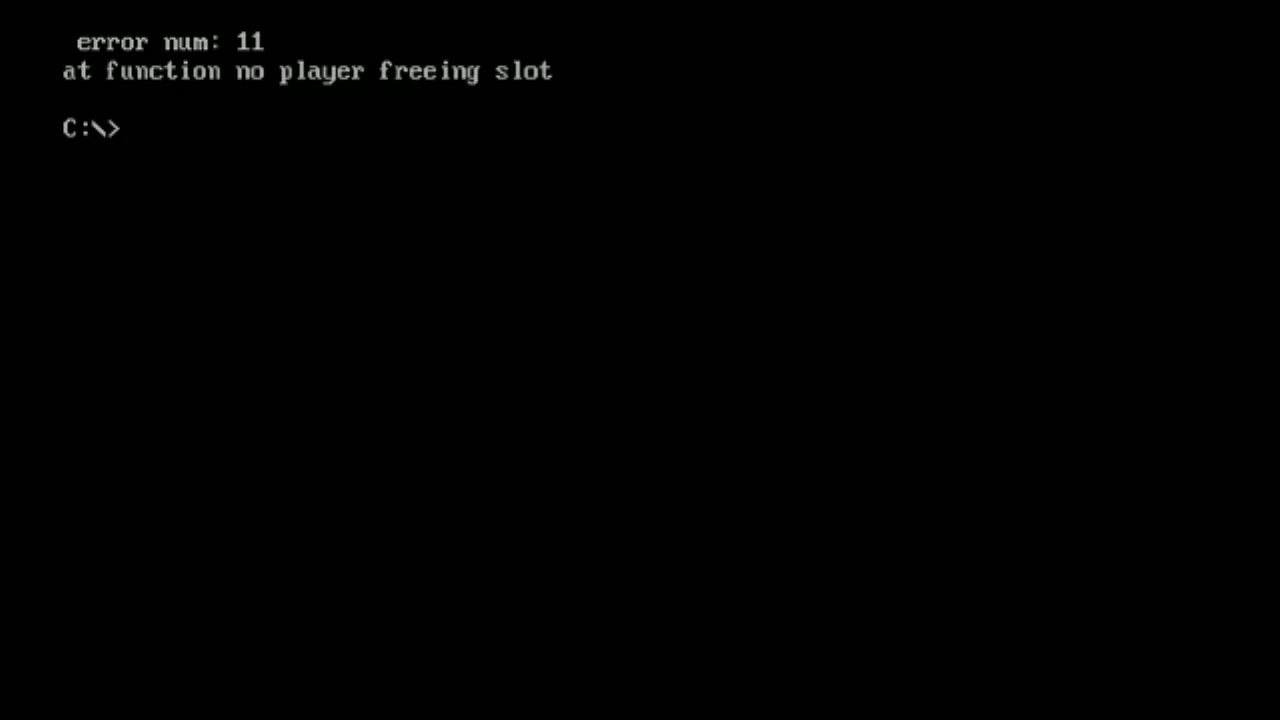 error num: 11
at function no player freeing slot
C:\>